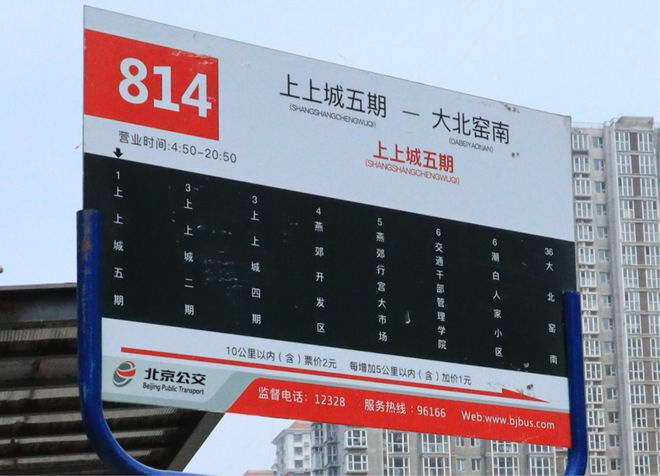 814
上上城五期 — 大北窑南
(SHANGSHANGCHENGWUQI) (DABEIYAONAN)
营业时间:4:50-20:50
上上城五期
(SHANGSHANGCHENGWUQI)
1 上上城五期
3 上上城二期
3 上上城四期
4 燕郊开发区
5 燕郊行宫大市场
6 交通干部管理学院
6 潮白人家小区
36 大北窑南
10公里以内(含)票价2元 每增加5公里以内(含)加价1元
北京公交
Beijing Public Transport
监督电话:12328 服务热线:96166 Web:www.bjbus.com